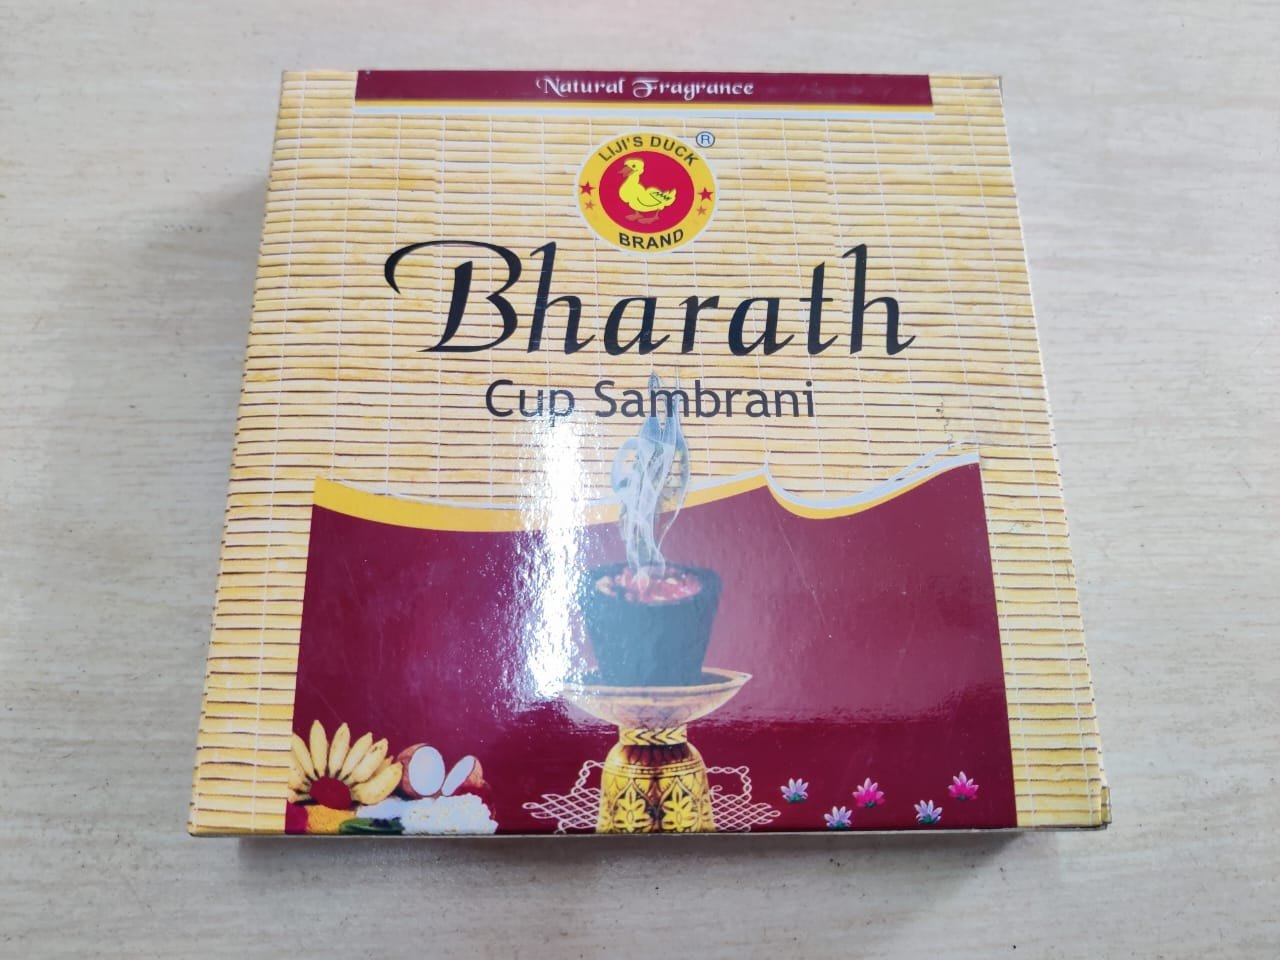 Natural Fragrance
LIJI'S DUCK ®
BRAND
Bharath
Cup Sambrani